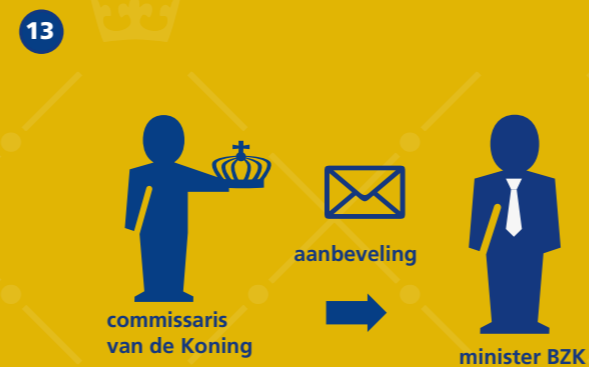 13
aanbeveling
commissaris
van de Koning
minister BZK